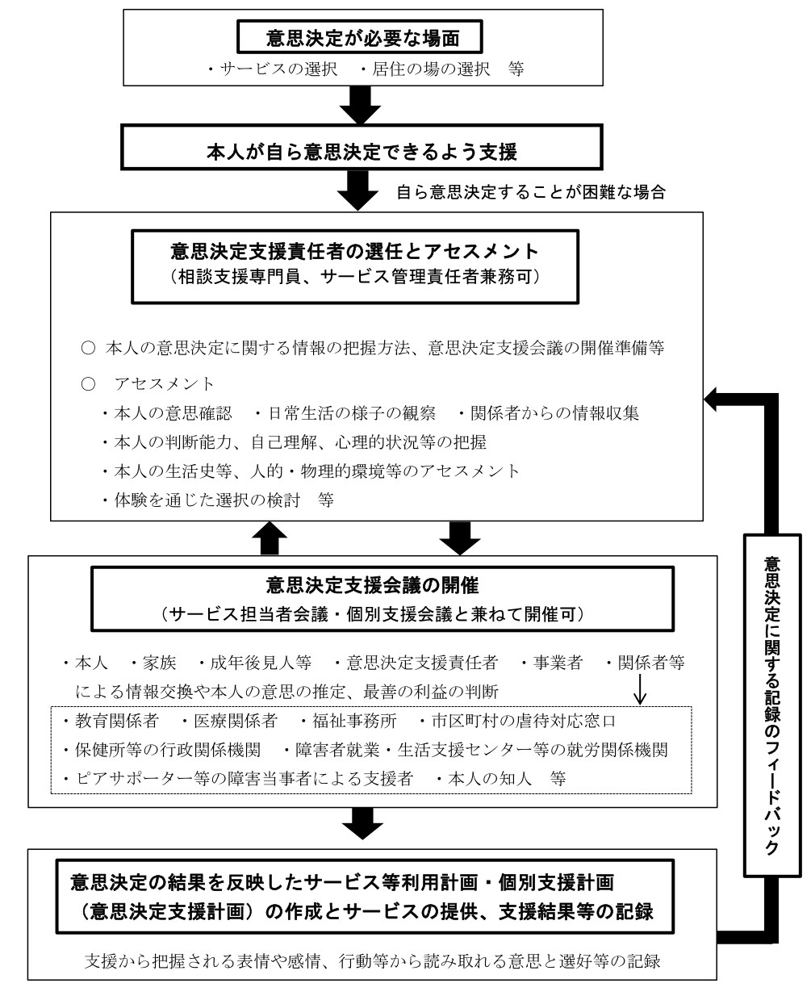 意思決定が必要な場面
・サービスの選択　・居住の場の選択　等
本人が自ら意思決定できるよう支援
自ら意思決定することが困難な場合
意思決定支援責任者の選任とアセスメント
（相談支援専門員、サービス管理責任者兼務可）
○ 本人の意思決定に関する情報の把握方法、意思決定支援会議の開催準備等
○　アセスメント
・本人の意思確認　・日常生活の様子の観察　・関係者からの情報収集
・本人の判断能力、自己理解、心理的状況等の把握
・本人の生活史等、人的・物理的環境等のアセスメント
・体験を通じた選択の検討　等
意思決定支援会議の開催
（サービス担当者会議・個別支援会議と兼ねて開催可）
・本人　・家族　・成年後見人等　・意思決定支援責任者　・事業者　・関係者等
による情報交換や本人の意思の推定、最善の利益の判断
・教育関係者　・医療関係者　・福祉事務所　・市区町村の虐待対応窓口
・保健所等の行政関係機関　・障害者就業・生活支援センター等の就労関係機関
・ピアサポーター等の障害当事者による支援者　・本人の知人　等
意思決定の結果を反映したサービス等利用計画・個別支援計画
（意思決定支援計画）の作成とサービスの提供、支援結果等の記録
支援から把握される表情や感情、行動等から読み取れる意思と選好等の記録
意思決定に関する記録のフィードバック